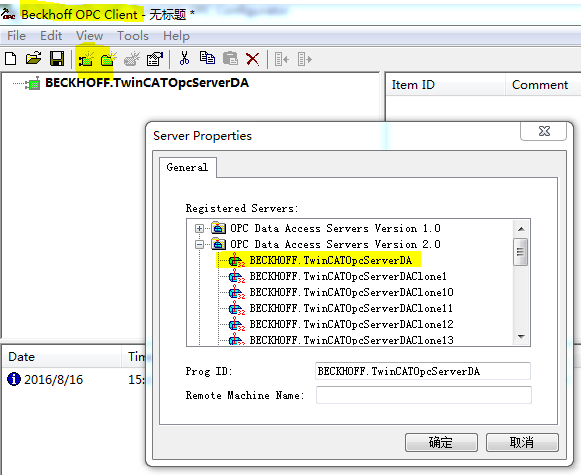 Beckhoff OPC Client - 无标题 *
File Edit View Tools Help
BECKHOFF.TwinCATOpcServerDA
Item ID Comment
Server Properties
General
Registered Servers:
OPC Data Access Servers Version 1.0
OPC Data Access Servers Version 2.0
BECKHOFF.TwinCATOpcServerDA
BECKHOFF.TwinCATOpcServerDAClone1
BECKHOFF.TwinCATOpcServerDAClone10
BECKHOFF.TwinCATOpcServerDAClone11
BECKHOFF.TwinCATOpcServerDAClone12
BECKHOFF.TwinCATOpcServerDAClone13
Prog ID: BECKHOFF.TwinCATOpcServerDA
Remote Machine Name:
确定 取消
Date Tim
2016/8/16 15: